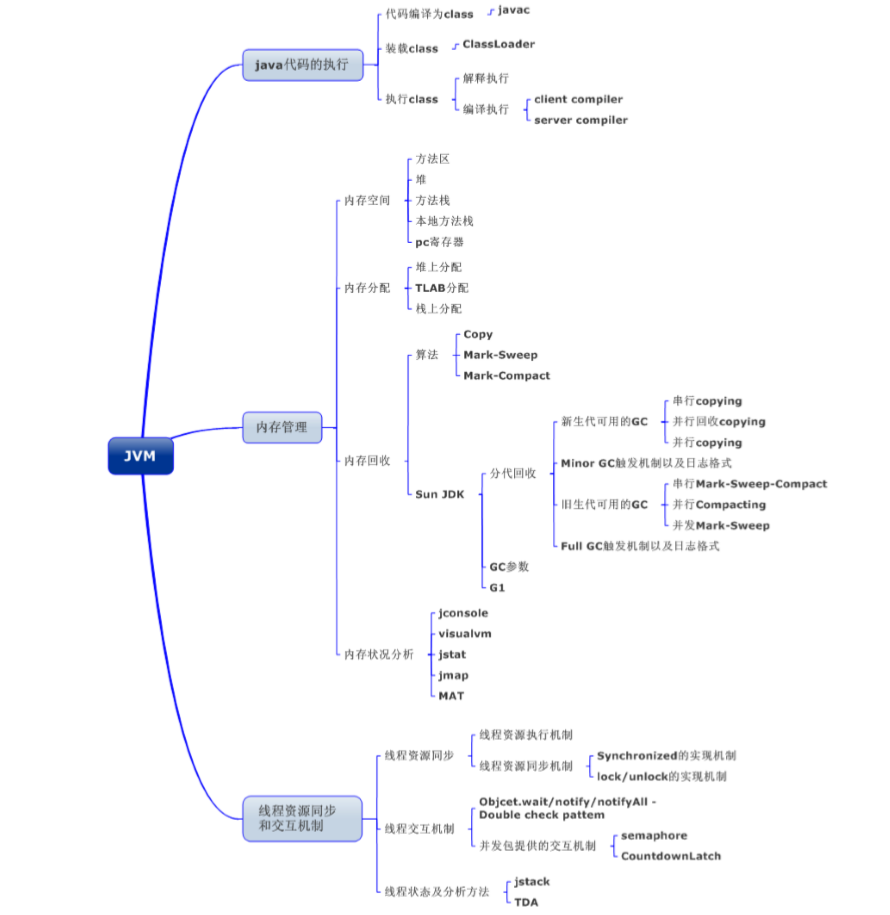 JVM
java代码的执行
代码编译为class
javac
装载class
ClassLoader
执行class
解释执行
编译执行
client compiler
server compiler
内存管理
内存空间
方法区
堆
方法栈
本地方法栈
pc寄存器
内存分配
堆上分配
TLAB分配
栈上分配
内存回收
算法
Copy
Mark-Sweep
Mark-Compact
Sun JDK
分代回收
新生代可用的GC
串行copying
并行回收copying
并行copying
Minor GC触发机制以及日志格式
旧生代可用的GC
串行Mark-Sweep-Compact
并行Compacting
并发Mark-Sweep
Full GC触发机制以及日志格式
GC参数
G1
内存状况分析
jconsole
visualvm
jstat
jmap
MAT
线程资源同步
和交互机制
线程资源同步
线程资源执行机制
线程资源同步机制
Synchronized的实现机制
lock/unlock的实现机制
线程交互机制
Objcet.wait/notify/notifyAll -
Double check pattem
并发包提供的交互机制
semaphore
CountdownLatch
线程状态及分析方法
jstack
TDA